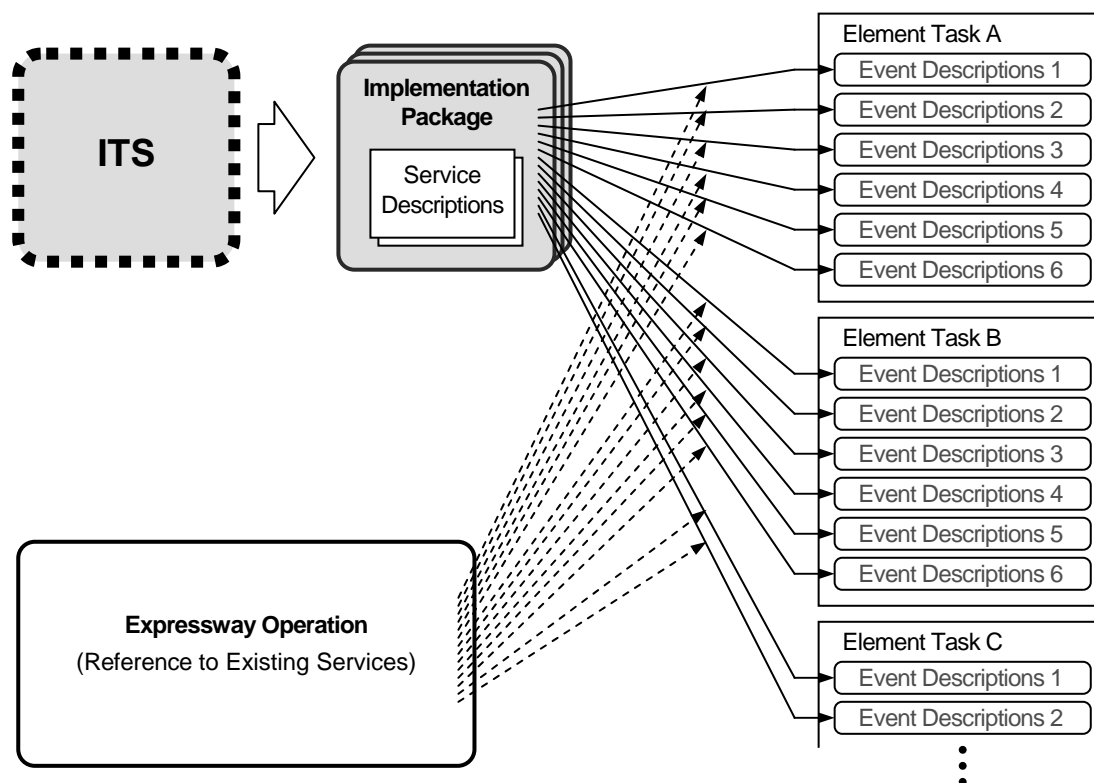 ITS
Implementation
Package
Service
Descriptions
Element Task A
Event Descriptions 1
Event Descriptions 2
Event Descriptions 3
Event Descriptions 4
Event Descriptions 5
Event Descriptions 6
Element Task B
Event Descriptions 1
Event Descriptions 2
Event Descriptions 3
Event Descriptions 4
Event Descriptions 5
Event Descriptions 6
Expressway Operation
(Reference to Existing Services)
Element Task C
Event Descriptions 1
Event Descriptions 2